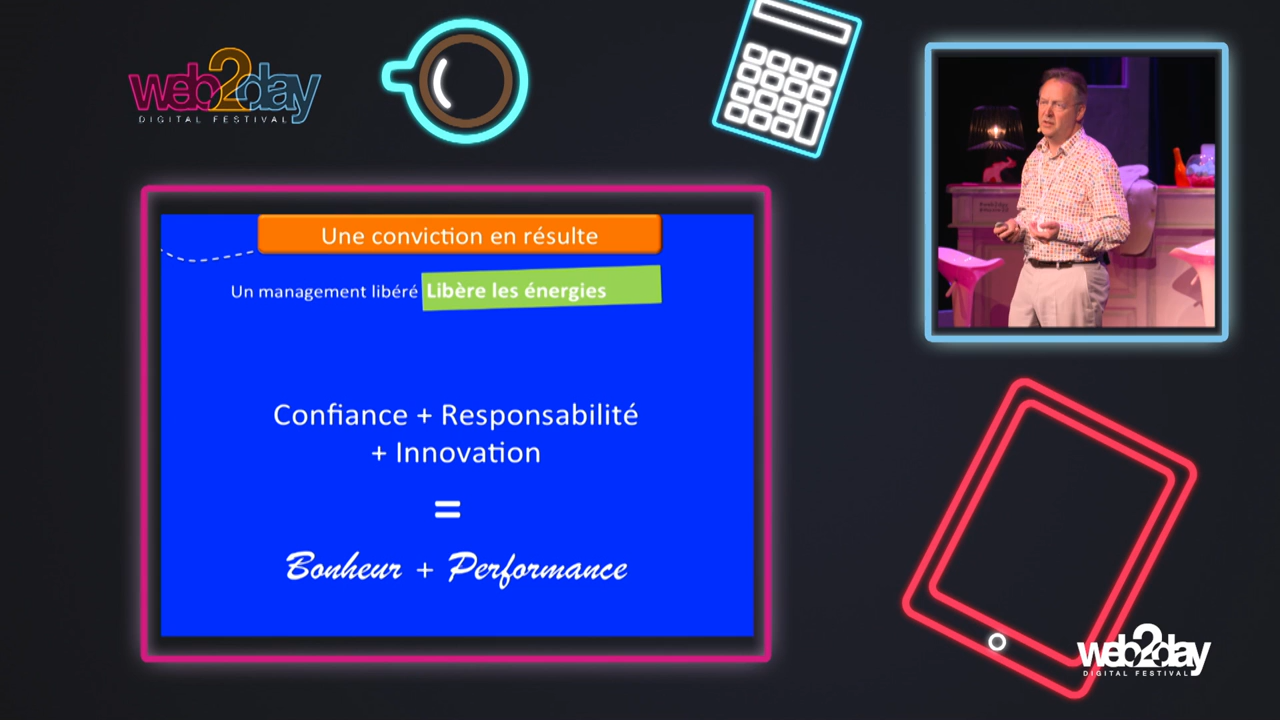 web2day
DIGITAL FESTIVAL
Une conviction en résulte
Un management libéré Libère les énergies
Confiance + Responsabilité
+ Innovation
=
Bonheur + Performance
web2day
DIGITAL FESTIVAL